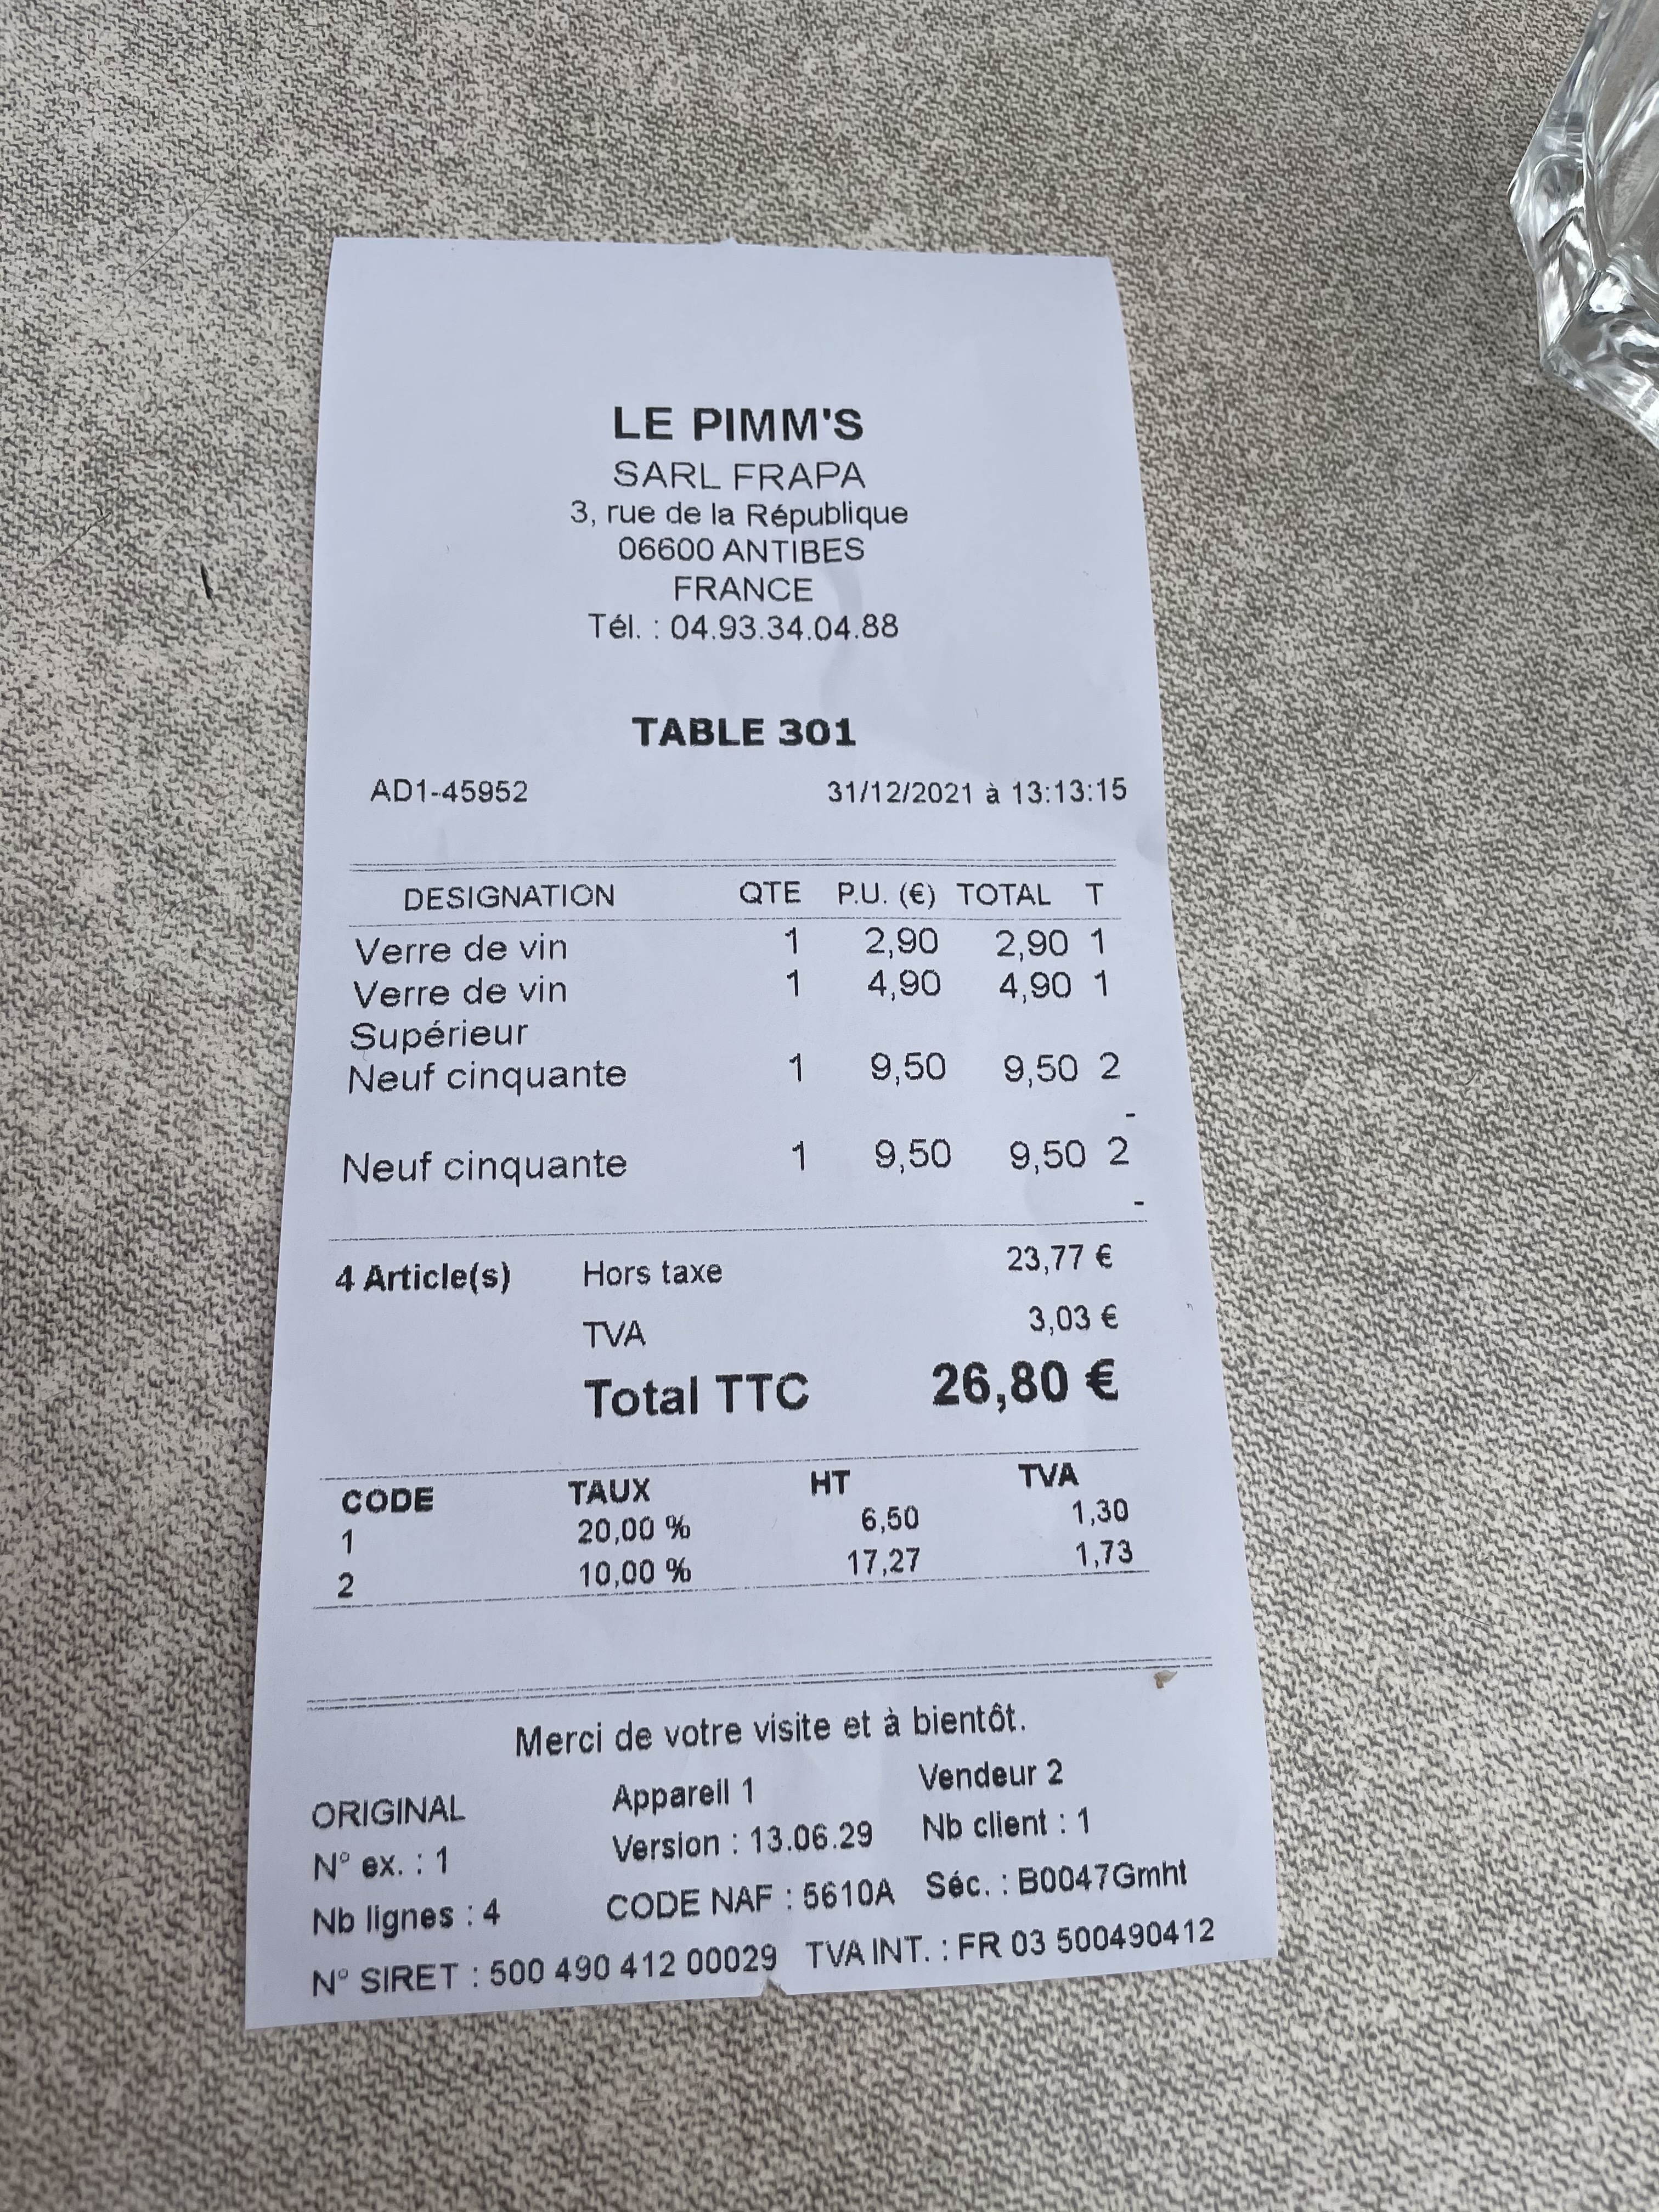 LE PIMM'S
SARL FRAPA
3, rue de la République
06600 ANTIBES
FRANCE
Tél. : 04.93.34.04.88
TABLE 301
AD1-45952 31/12/2021 à 13:13:15
DESIGNATION QTE P.U. (€) TOTAL T
Verre de vin 1 2,90 2,90 1
Verre de vin 1 4,90 4,90 1
Supérieur
Neuf cinquante 1 9,50 9,50 2
-
Neuf cinquante 1 9,50 9,50 2
-
4 Article(s) Hors taxe 23,77 €
TVA 3,03 €
Total TTC 26,80 €
CODE TAUX HT TVA
1 20,00 % 6,50 1,30
2 10,00 % 17,27 1,73
Merci de votre visite et à bientôt.
ORIGINAL Appareil 1 Vendeur 2
N° ex. : 1 Version : 13.06.29 Nb client : 1
Nb lignes : 4 CODE NAF : 5610A Séc. : B0047Gmht
N° SIRET : 500 490 412 00029 TVA INT. : FR 03 500490412